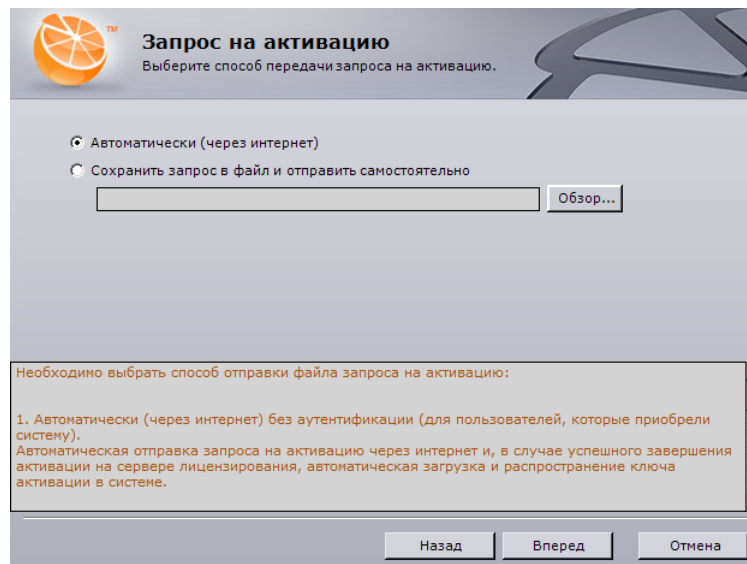 TM
Запрос на активацию
Выберите способ передачи запроса на активацию.
Автоматически (через интернет)
Сохранить запрос в файл и отправить самостоятельно
Обзор...
Необходимо выбрать способ отправки файла запроса на активацию:
1. Автоматически (через интернет) без аутентификации (для пользователей, которые приобрели
систему).
Автоматическая отправка запроса на активацию через интернет и, в случае успешного завершения
активации на сервере лицензирования, автоматическая загрузка и распространение ключа
активации в системе.
Назад
Вперед
Отмена